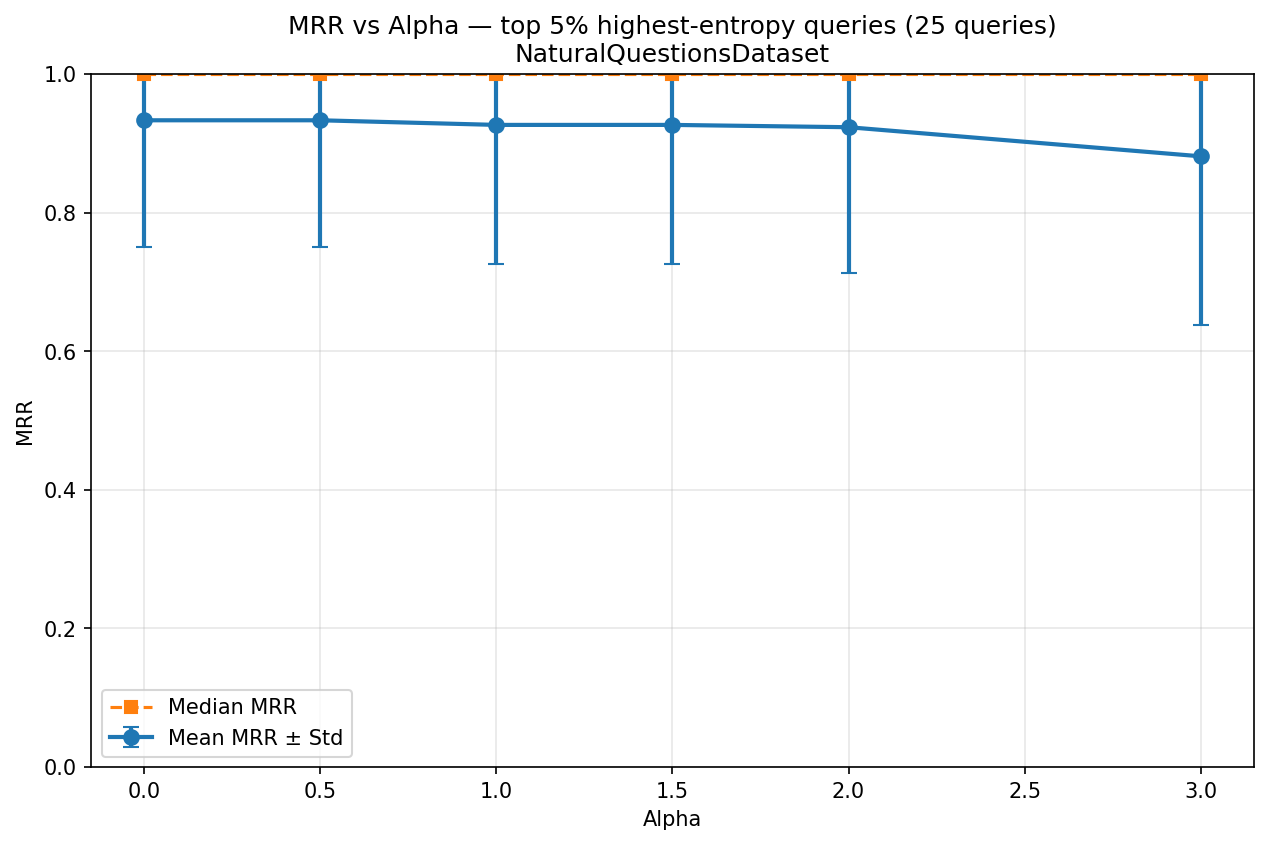 MRR vs Alpha — top 5% highest-entropy queries (25 queries)
NaturalQuestionsDataset
1.0
0.8
0.6
0.4
0.2
0.0
MRR
Median MRR
Mean MRR ± Std
0.0 0.5 1.0 1.5 2.0 2.5 3.0
Alpha